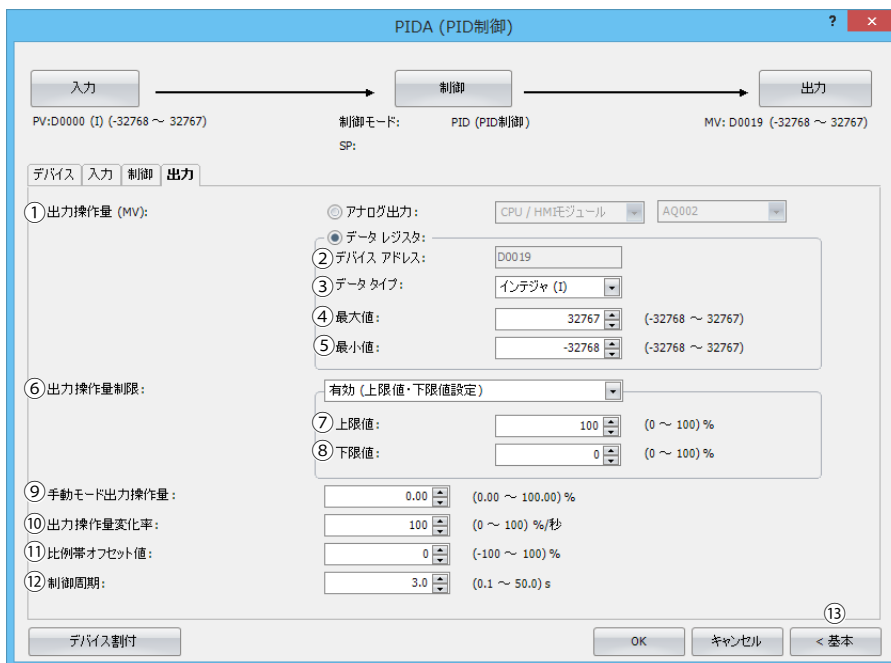 PIDA (PID制御)
? ×
入力 制御 出力
PV:D0000 (I) (-32768 ～ 32767) 制御モード: PID (PID制御) MV: D0019 (-32768 ～ 32767)
SP:
デバイス 入力 制御 出力
①出力操作量 (MV): アナログ出力: CPU / HMIモジュール AQ002
データ レジスタ:
②デバイス アドレス: D0019
③データ タイプ: インテジャ (I)
④最大値: 32767 (-32768 ～ 32767)
⑤最小値: -32768 (-32768 ～ 32767)
⑥出力操作量制限: 有効 (上限値・下限値設定)
⑦上限値: 100 (0 ～ 100) %
⑧下限値: 0 (0 ～ 100) %
⑨手動モード出力操作量: 0.00 (0.00 ～ 100.00) %
⑩出力操作量変化率: 100 (0 ～ 100) %/秒
⑪比例帯オフセット値: 0 (-100 ～ 100) %
⑫制御周期: 3.0 (0.1 ～ 50.0) s
⑬
デバイス割付 OK キャンセル < 基本